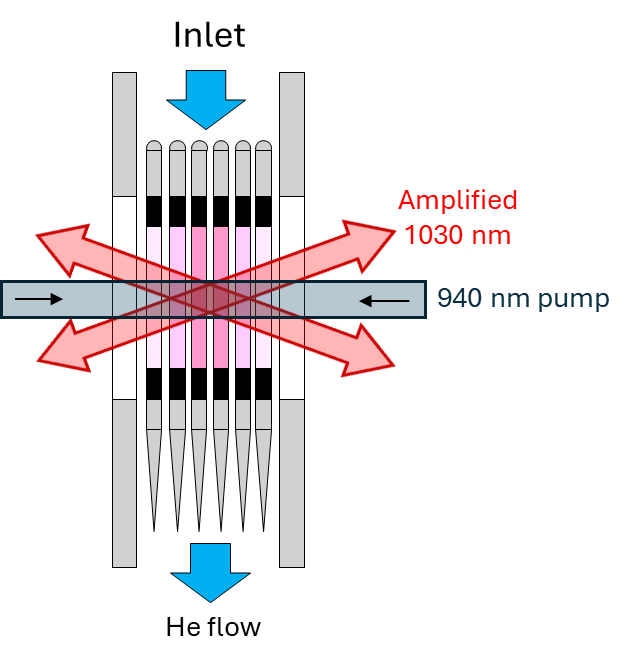 Inlet
Amplified
1030 nm
940 nm pump
He flow